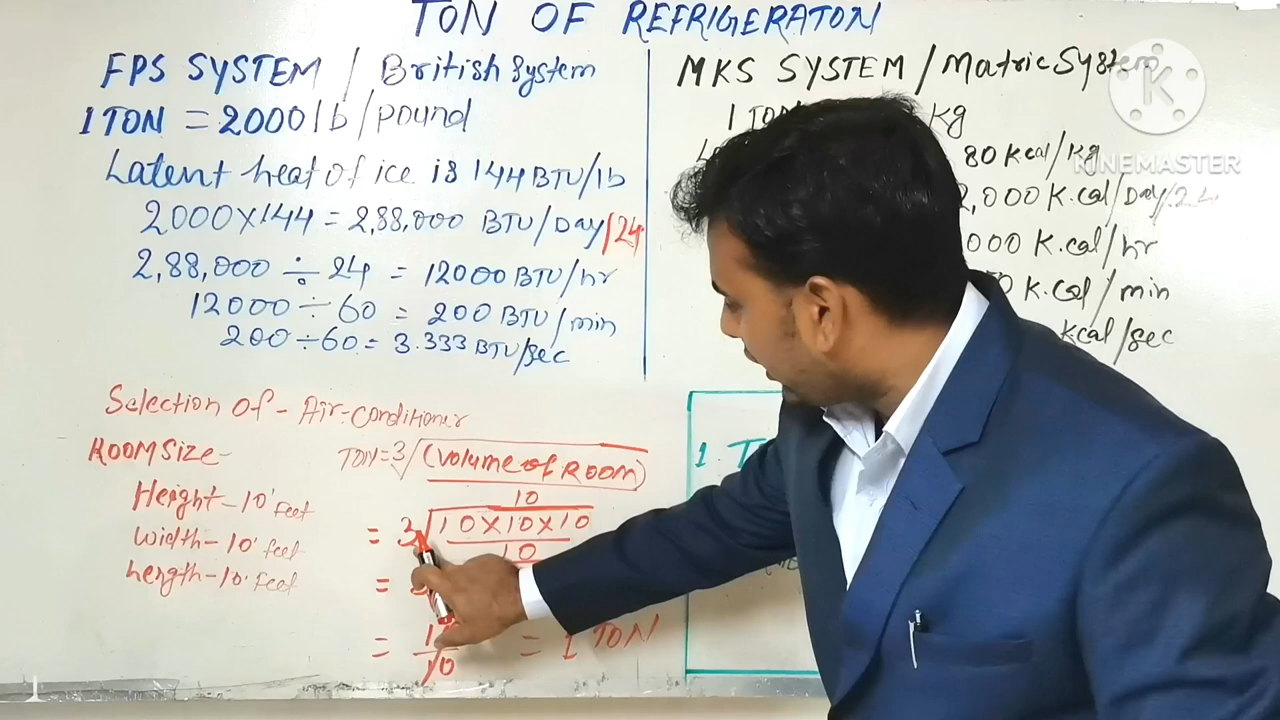 TON OF REFRIGERATON
FPS SYSTEM / British System
1 TON = 2000 lb/pound
Latent heat of ice is 144 BTU/lb
2000 X 144 = 2,88,000 BTU/Day/24
2,88,000 ÷ 24 = 12000 BTU/hr
12000 ÷ 60 = 200 BTU/min
200 ÷ 60 = 3.333 BTU/sec
MKS SYSTEM / Matric System
1 TON kg
80 Kcal/kg
2,000 K.cal/Day/24
000 K.cal/hr
0 K.cal/min
kcal/sec
KINEMASTER
Selection of - Air-conditioner
ROOM SIZE-
Height - 10' feet
width - 10' feet
length - 10' feet
TON = 3√(volume of ROOM)
10
= 3√10X10X10
10
=
= 10
10
= 1 TON
1 T